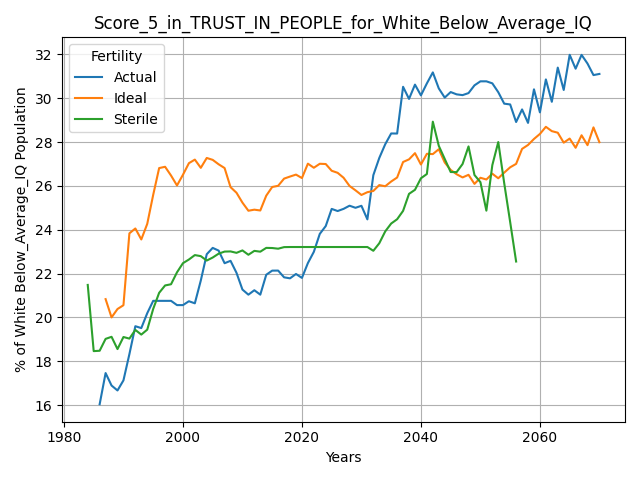 Score_5_in_TRUST_IN_PEOPLE_for_White_Below_Average_IQ
Fertility
Actual
Ideal
Sterile
% of White Below_Average_IQ Population
32
30
28
26
24
22
20
18
16
1980
2000
2020
2040
2060
Years